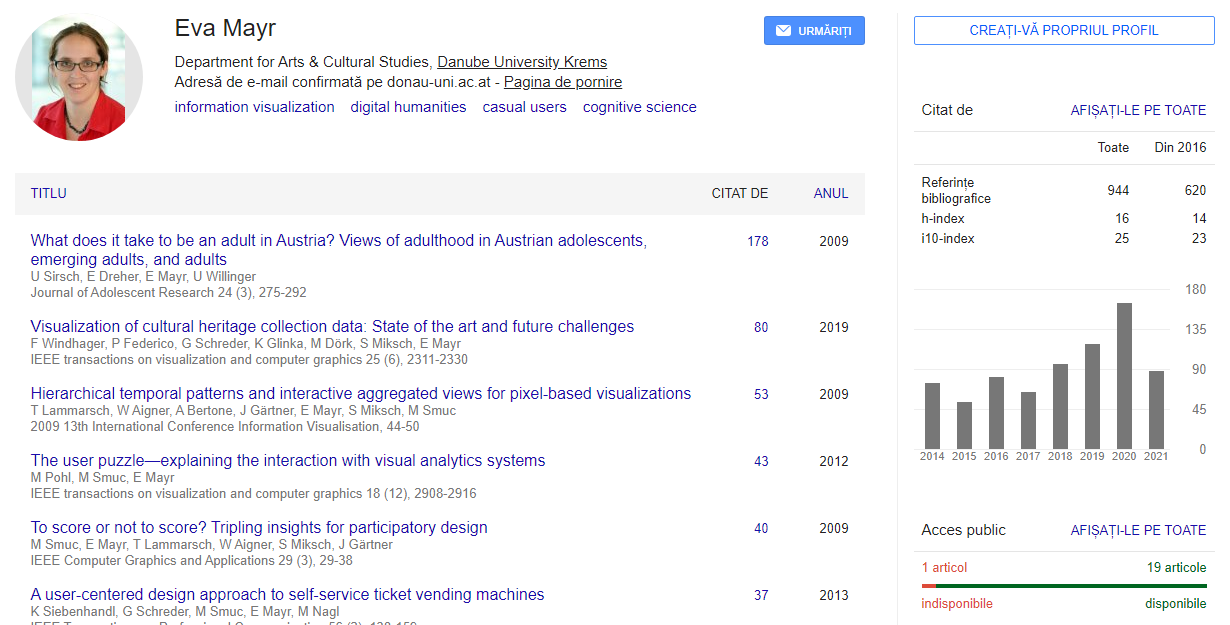 Eva Mayr
URMĂRIȚI
Department for Arts & Cultural Studies, Danube University Krems
Adresă de e-mail confirmată pe donau-uni.ac.at - Pagina de pornire
information visualization digital humanities casual users cognitive science
TITLU CITAT DE ANUL
What does it take to be an adult in Austria? Views of adulthood in Austrian adolescents, 178 2009
emerging adults, and adults
U Sirsch, E Dreher, E Mayr, U Willinger
Journal of Adolescent Research 24 (3), 275-292
Visualization of cultural heritage collection data: State of the art and future challenges 80 2019
F Windhager, P Federico, G Schreder, K Glinka, M Dörk, S Miksch, E Mayr
IEEE transactions on visualization and computer graphics 25 (6), 2311-2330
Hierarchical temporal patterns and interactive aggregated views for pixel-based visualizations 53 2009
T Lammarsch, W Aigner, A Bertone, J Gärtner, E Mayr, S Miksch, M Smuc
2009 13th International Conference Information Visualisation, 44-50
The user puzzle—explaining the interaction with visual analytics systems 43 2012
M Pohl, M Smuc, E Mayr
IEEE transactions on visualization and computer graphics 18 (12), 2908-2916
To score or not to score? Tripling insights for participatory design 40 2009
M Smuc, E Mayr, T Lammarsch, W Aigner, S Miksch, J Gärtner
IEEE Computer Graphics and Applications 29 (3), 29-38
A user-centered design approach to self-service ticket vending machines 37 2013
K Siebenhandl, G Schreder, M Smuc, E Mayr, M Nagl
CREAȚI-VĂ PROPRIUL PROFIL
Citat de AFIȘAȚI-LE PE TOATE
Toate Din 2016
Referințe
bibliografice 944 620
h-index 16 14
i10-index 25 23
180
135
90
45
0
2014 2015 2016 2017 2018 2019 2020 2021
Acces public AFIȘAȚI-LE PE TOATE
1 articol 19 articole
indisponibile disponibile